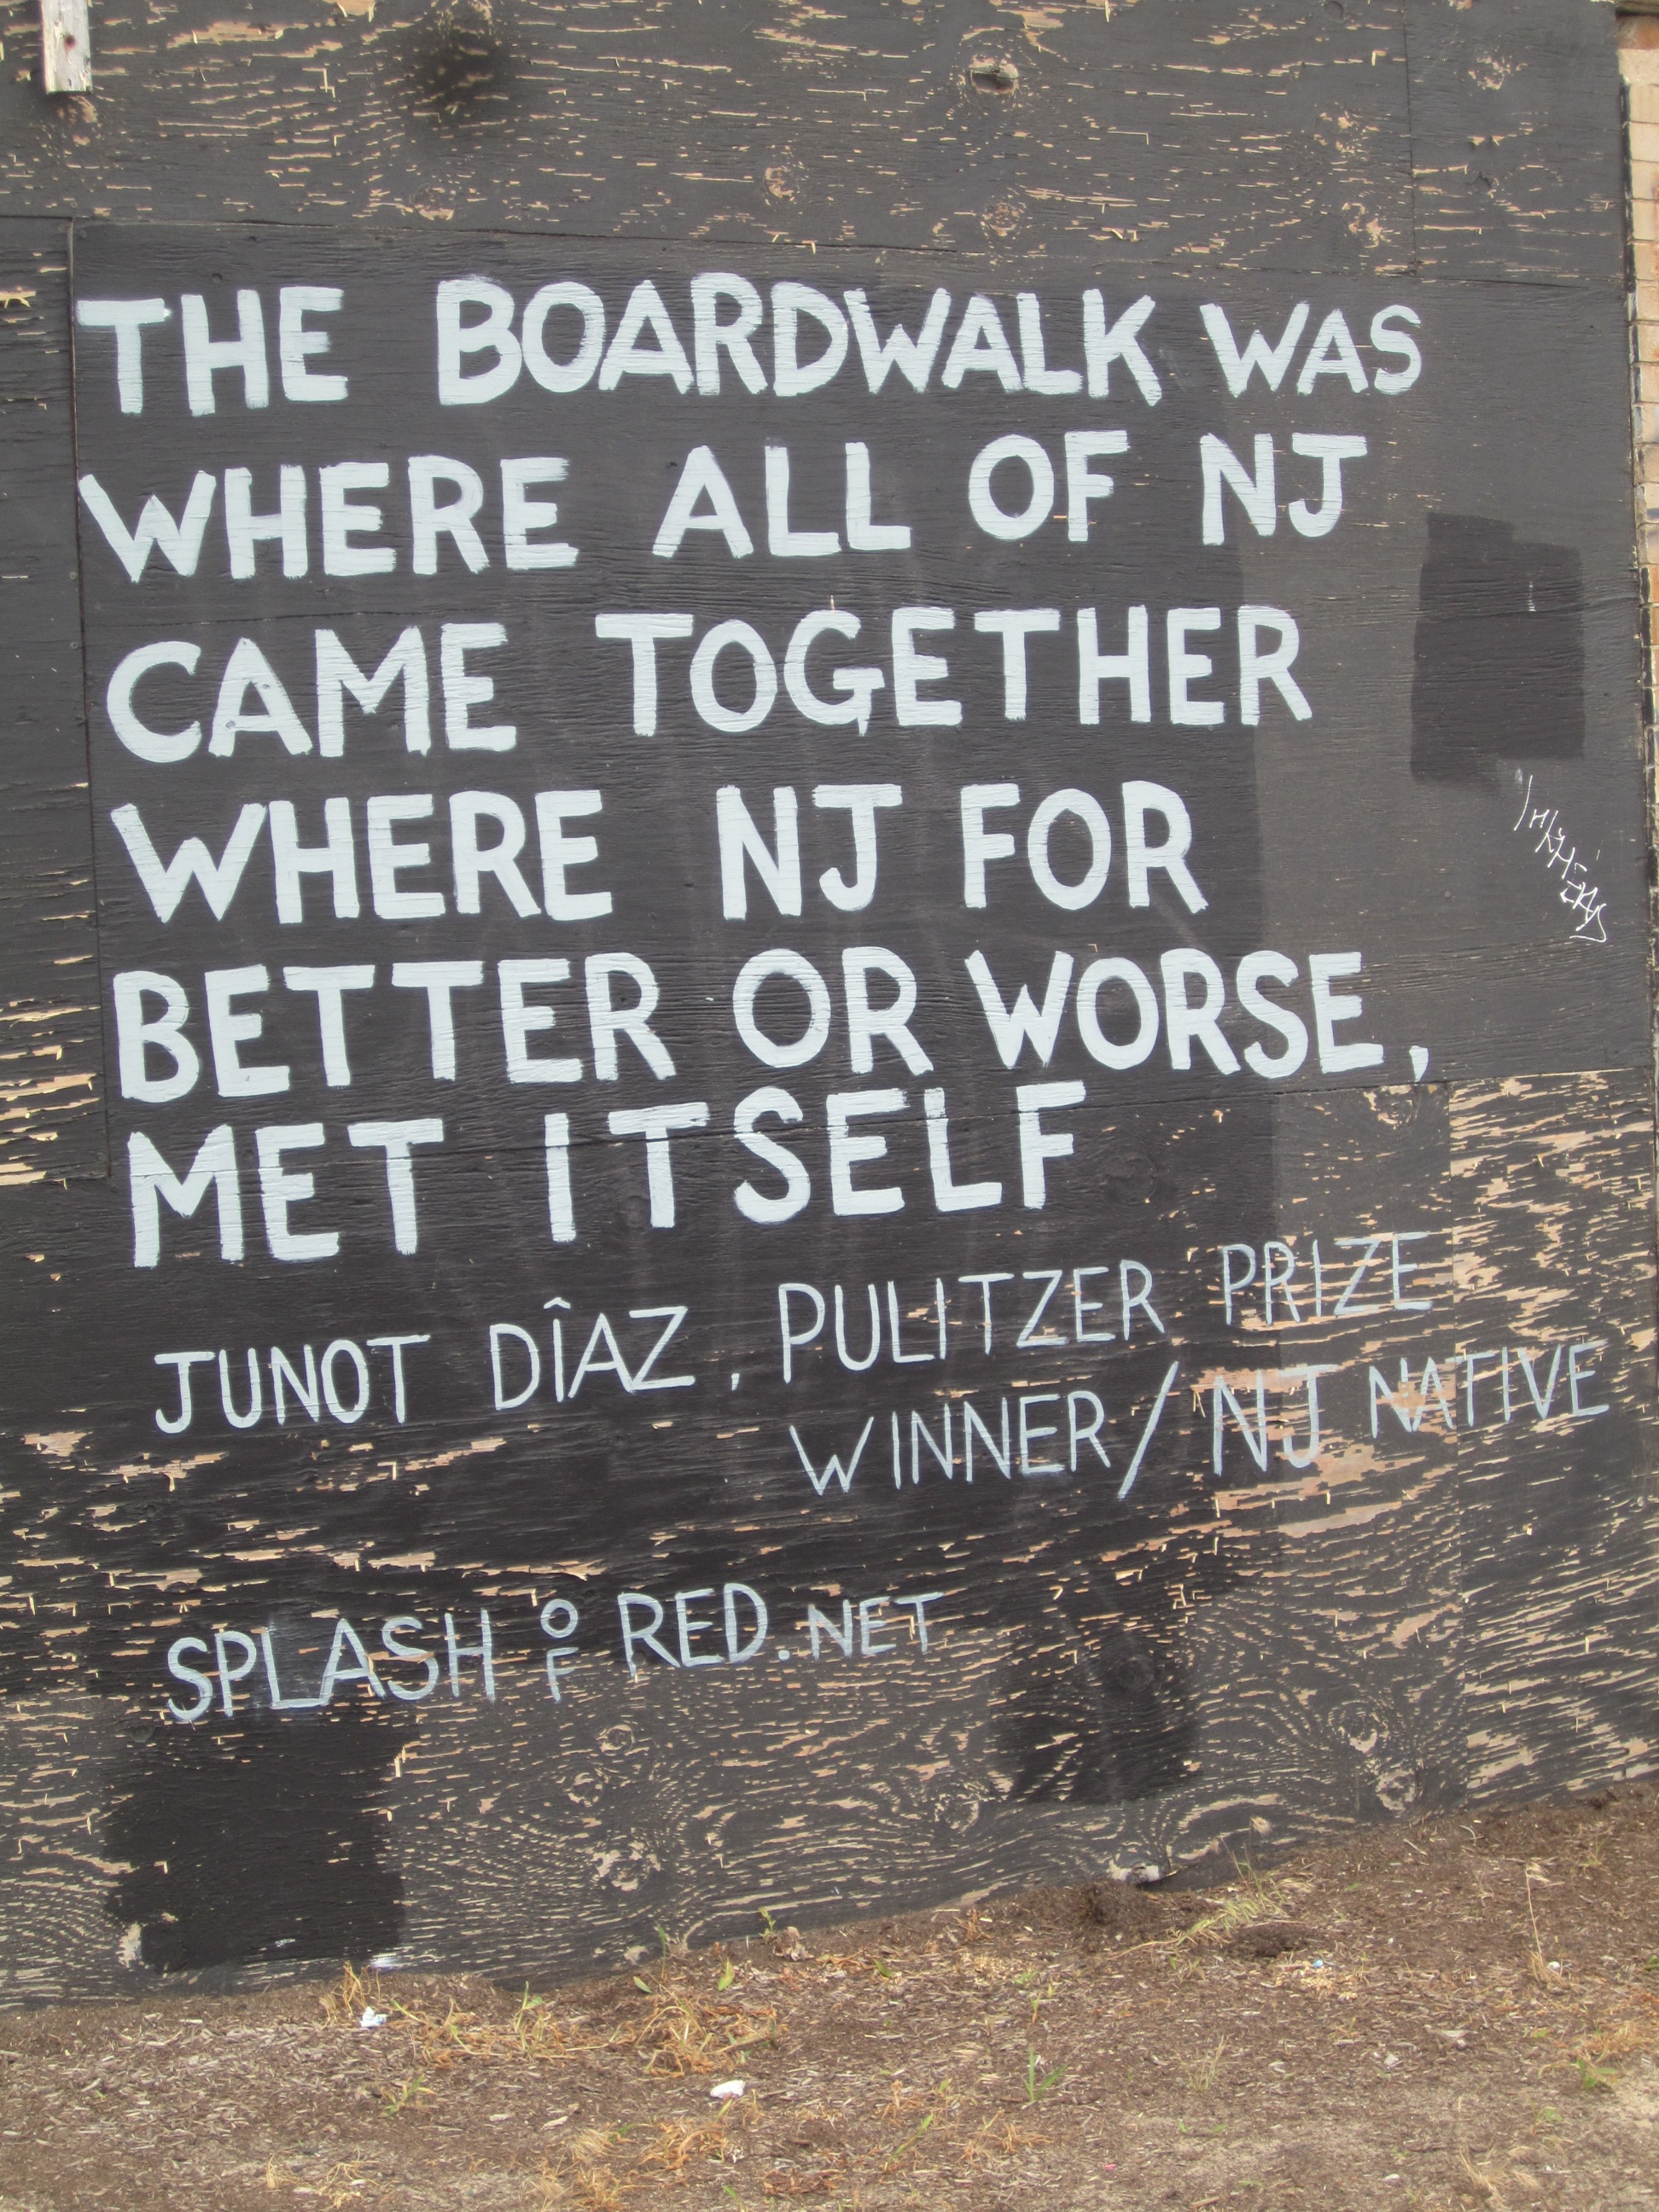 THE BOARDWALK WAS
WHERE ALL OF NJ
CAME TOGETHER
WHERE NJ FOR
BETTER OR WORSE,
MET ITSELF
JUNOT DÎAZ, PULITZER PRIZE
WINNER/NJ NATIVE
SPLASH OF RED.NET